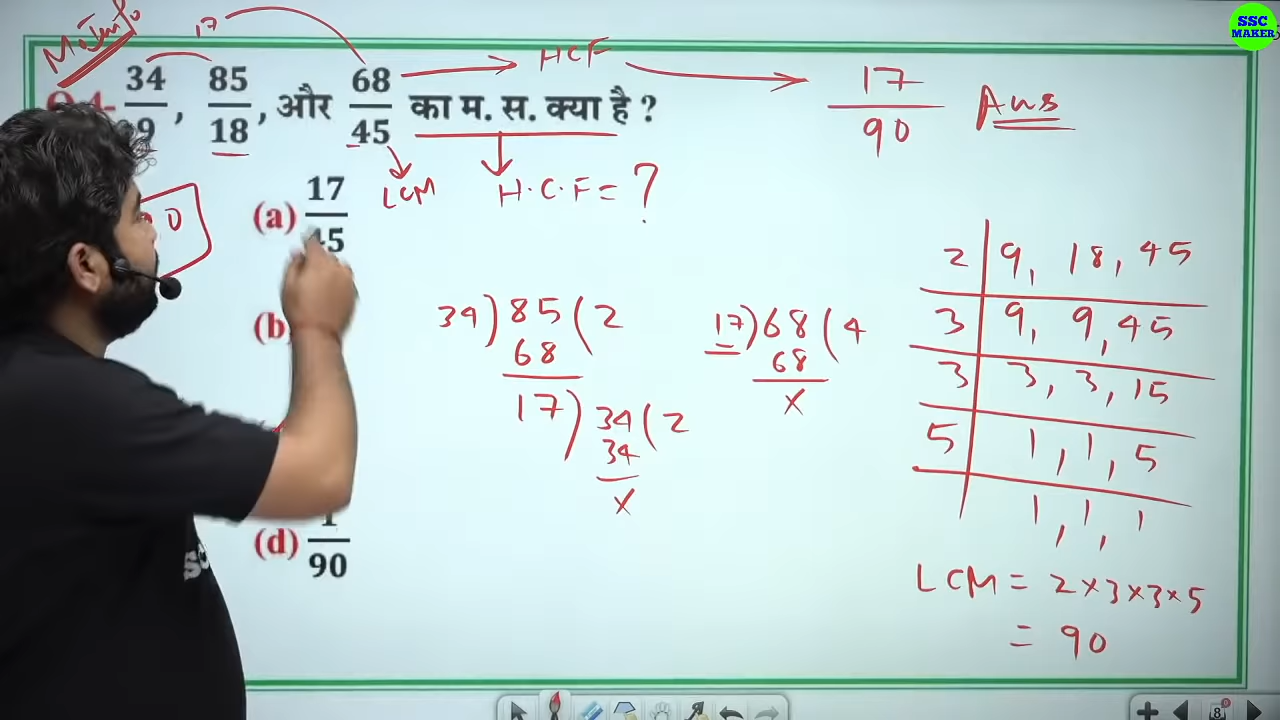 SSC
MAKER
17
34/_9, 85/18, और 68/45 का म. स. क्या है ?
HCF
17/90 Ans
LCM
H.C.F = ?
(a) 17/45
(b)
(d) 1/90
34)85(2
68
17)34(2
34
x
17)68(4
68
x
2 | 9, 18, 45
3 | 9, 9, 45
3 | 3, 3, 15
5 | 1, 1, 5
1, 1, 1
LCM = 2×3×3×5
= 90